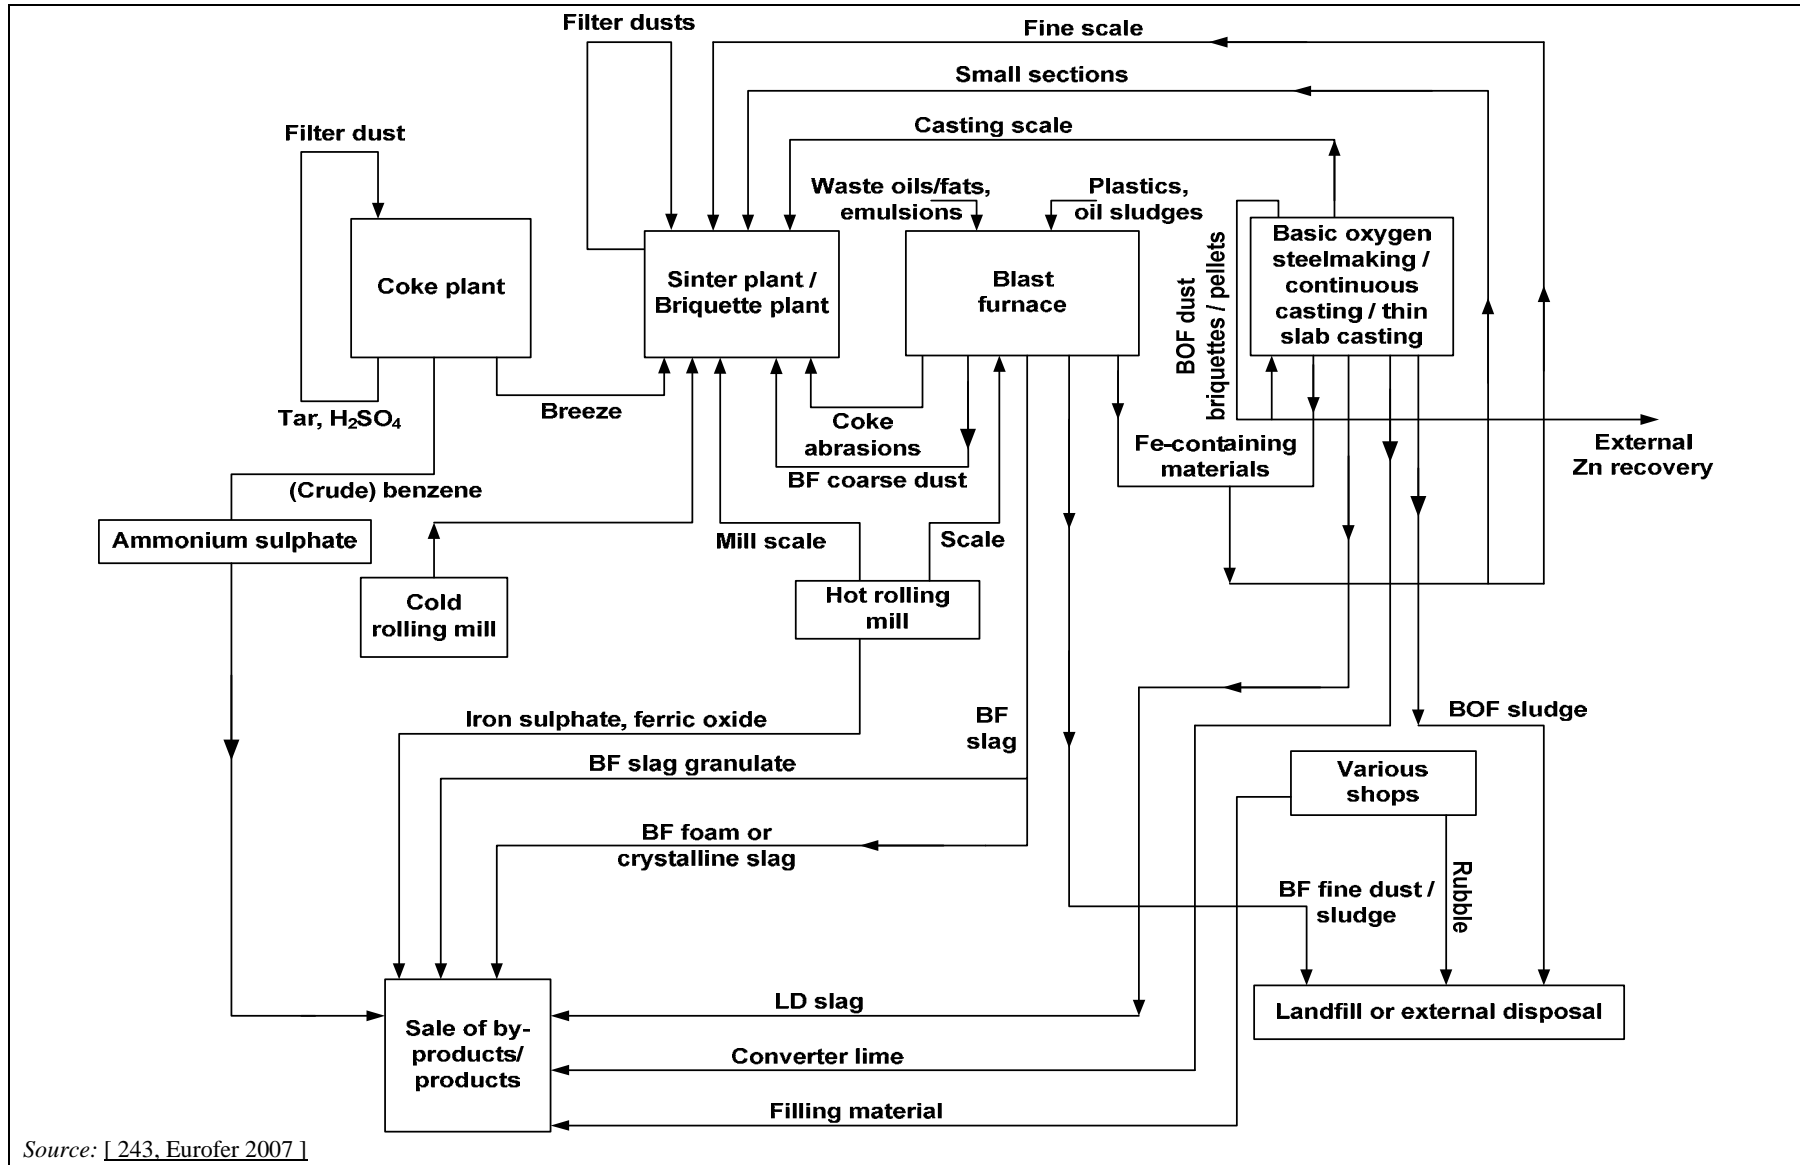 Filter dusts
Fine scale
Small sections
Casting scale
Filter dust
Waste oils/fats,
emulsions
Plastics,
oil sludges
BOF dust
briquettes / pellets
Coke plant
Sinter plant /
Briquette plant
Blast
furnace
Basic oxygen
steelmaking /
continuous
casting / thin
slab casting
Tar, H₂SO₄
Breeze
Coke
abrasions
BF coarse dust
Fe-containing
materials
External
Zn recovery
(Crude) benzene
Ammonium sulphate
Mill scale
Scale
Cold
rolling mill
Hot rolling
mill
Iron sulphate, ferric oxide
BF
slag
BOF sludge
BF slag granulate
Various
shops
BF foam or
crystalline slag
BF fine dust /
sludge
Rubble
LD slag
Landfill or external disposal
Sale of by-
products/
products
Converter lime
Filling material
Source: [ 243, Eurofer 2007 ]